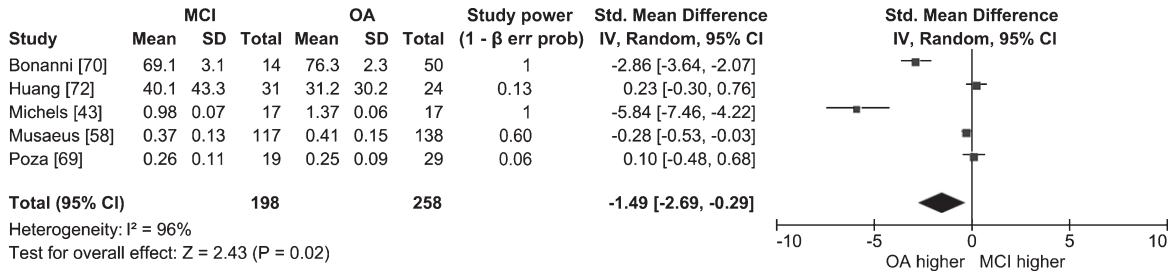 MCI OA Study power Std. Mean Difference Std. Mean Difference
Study Mean SD Total Mean SD Total (1 - β err prob) IV, Random, 95% CI IV, Random, 95% CI
Bonanni [70] 69.1 3.1 14 76.3 2.3 50 1 -2.86 [-3.64, -2.07]
Huang [72] 40.1 43.3 31 31.2 30.2 24 0.13 0.23 [-0.30, 0.76]
Michels [43] 0.98 0.07 17 1.37 0.06 17 1 -5.84 [-7.46, -4.22]
Musaeus [58] 0.37 0.13 117 0.41 0.15 138 0.60 -0.28 [-0.53, -0.03]
Poza [69] 0.26 0.11 19 0.25 0.09 29 0.06 0.10 [-0.48, 0.68]
Total (95% CI) 198 258 -1.49 [-2.69, -0.29]
Heterogeneity: I² = 96%
Test for overall effect: Z = 2.43 (P = 0.02)
-10 -5 0 5 10
OA higher MCI higher